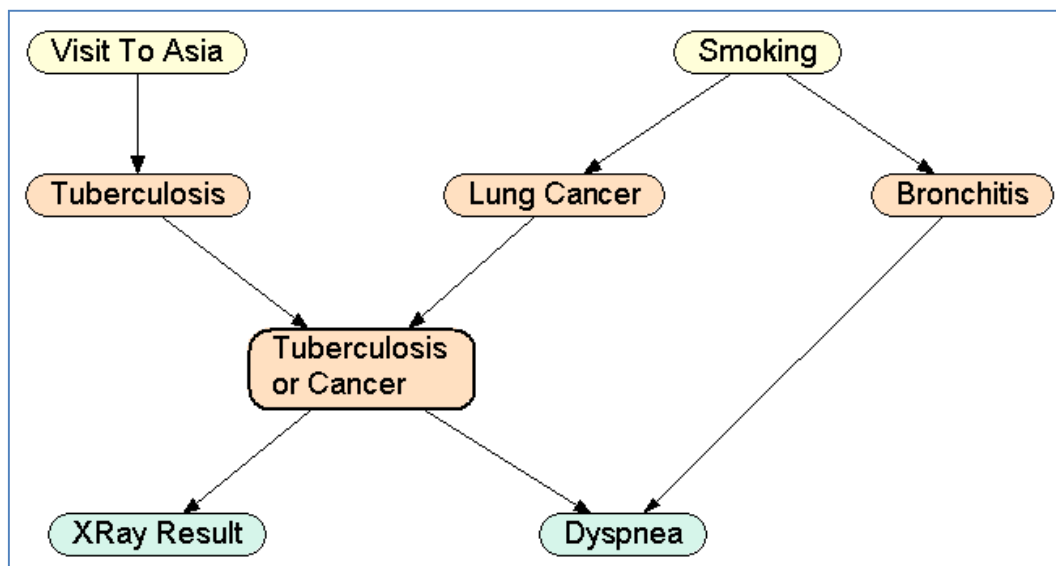 Visit To Asia
Smoking
Tuberculosis
Lung Cancer
Bronchitis
Tuberculosis
or Cancer
XRay Result
Dyspnea